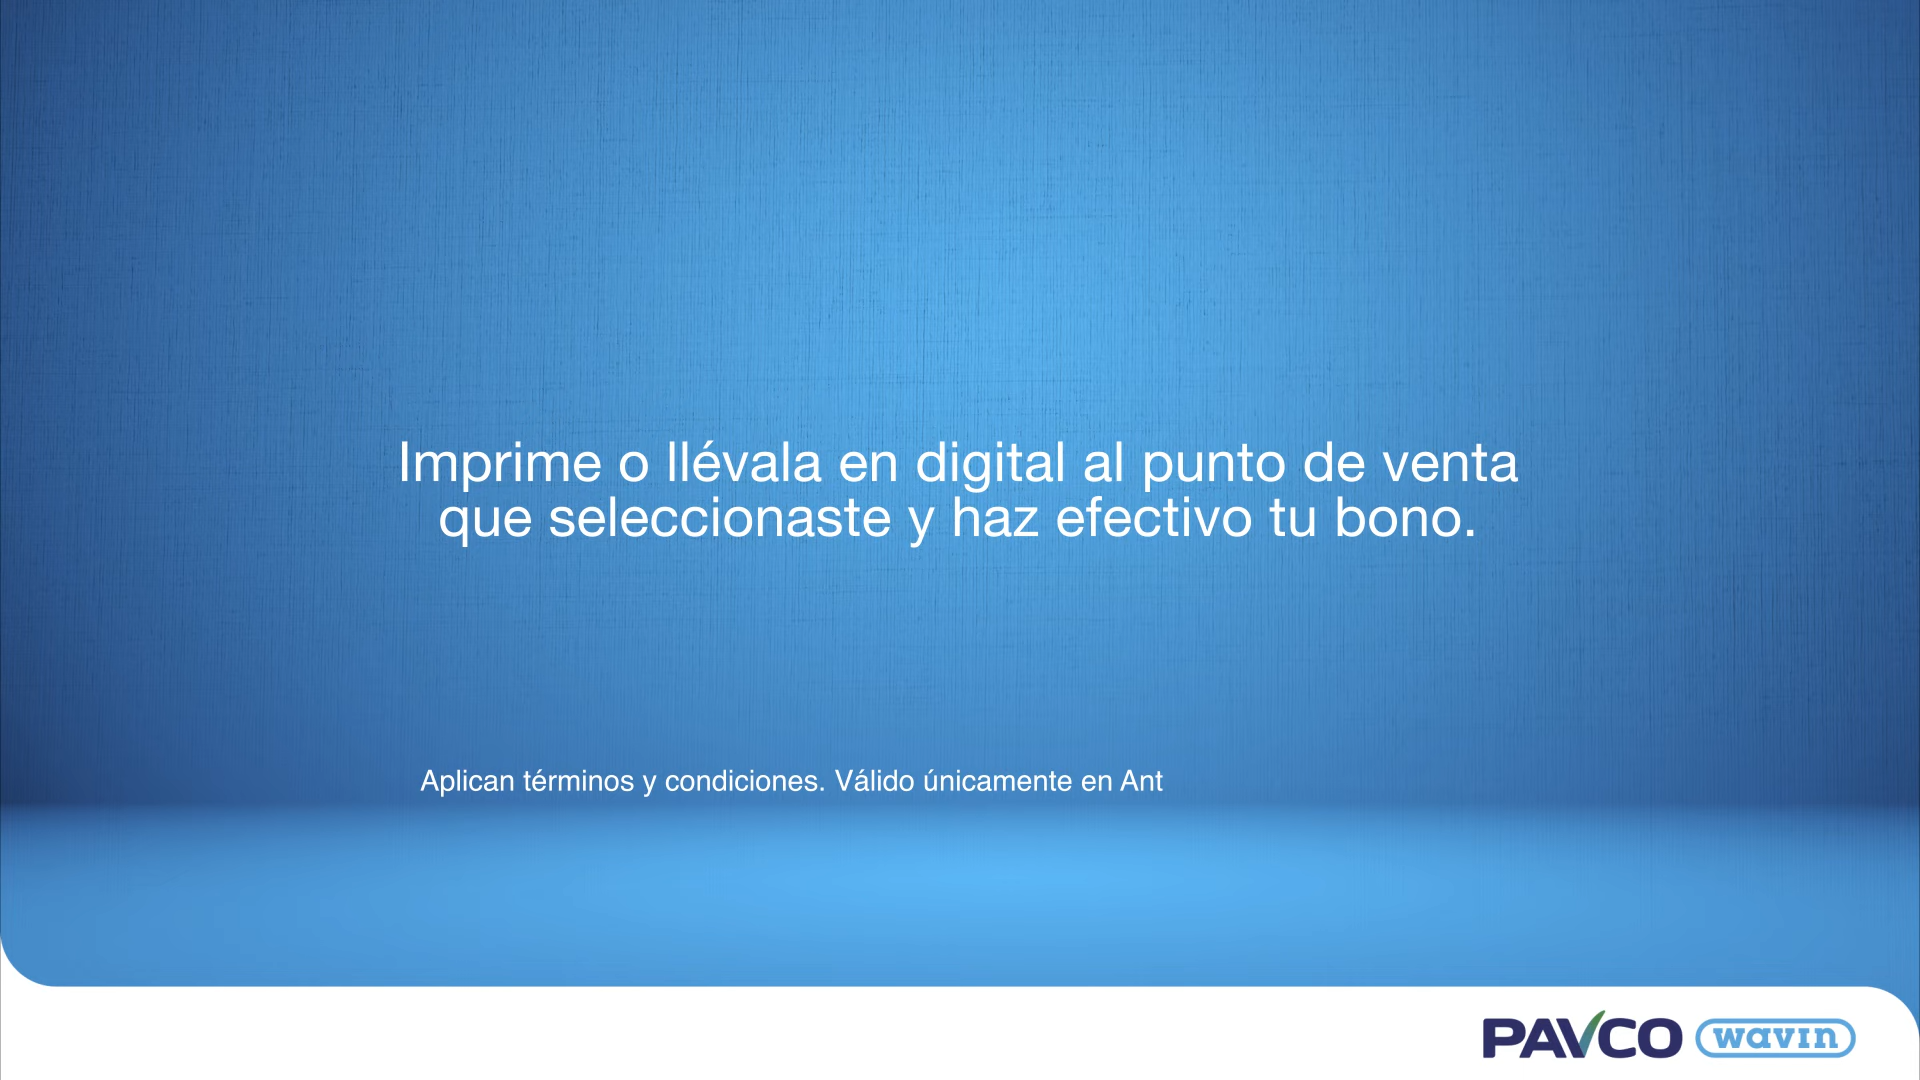 Imprime o llévala en digital al punto de venta
que seleccionaste y haz efectivo tu bono.
Aplican términos y condiciones. Válido únicamente en Ant
PAVCO wavin